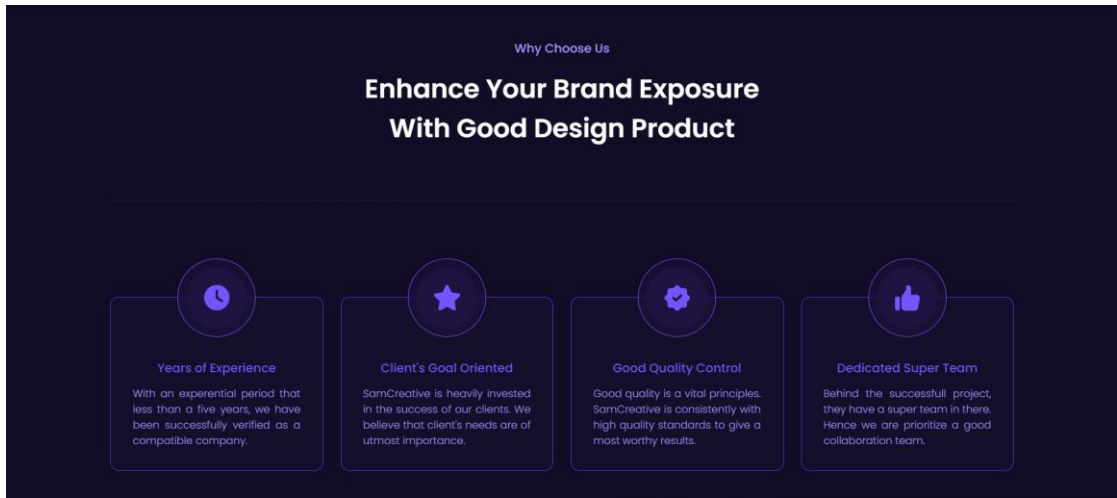 Why Choose Us
Enhance Your Brand Exposure
With Good Design Product
Years of Experience
With an experential period that
less than a five years, we have
been successfully verified as a
compatible company.
Client's Goal Oriented
SamCreative is heavily invested
in the success of our clients. We
believe that client's needs are of
utmost importance.
Good Quality Control
Good quality is a vital principles.
SamCreative is consistently with
high quality standards to give a
most worthy results.
Dedicated Super Team
Behind the successfull project,
they have a super team in there.
Hence we are prioritize a good
collaboration team.